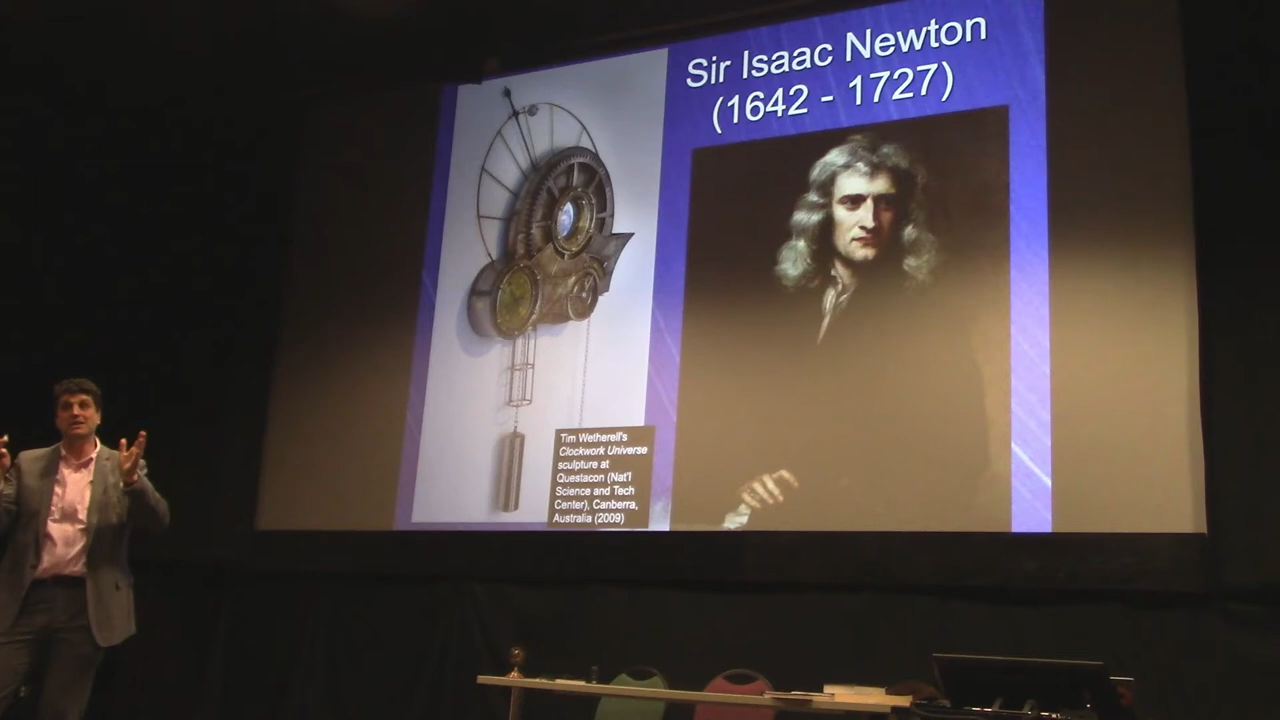 Sir Isaac Newton
(1642 - 1727)
Tim Wetherell's
Clockwork Universe
sculpture at
Questacon (Nat'l
Science and Tech
Center), Canberra,
Australia (2009)